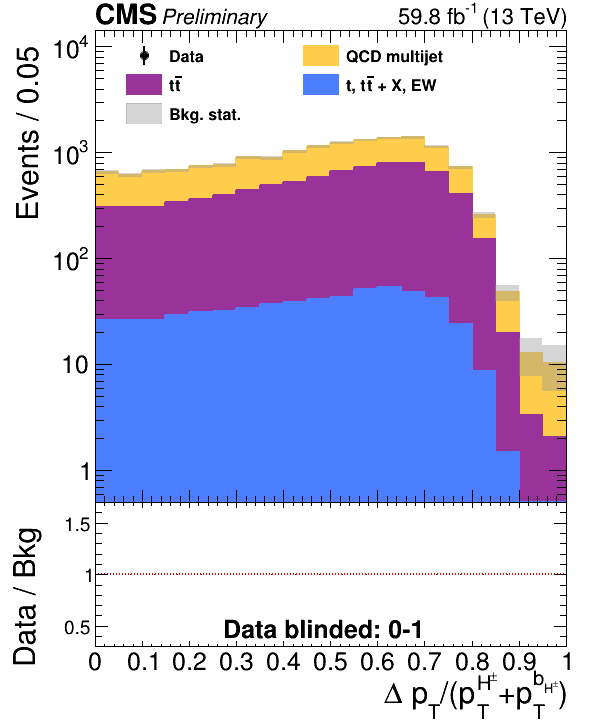 CMS Preliminary 59.8 fb⁻¹ (13 TeV)
Events / 0.05
10⁴
10³
10²
10
1
Data
QCD multijet
tt̅
t, tt̅ + X, EW
Bkg. stat.
Data / Bkg
1.5
1
0.5
Data blinded: 0-1
0 0.1 0.2 0.3 0.4 0.5 0.6 0.7 0.8 0.9 1
Δ p_T/(p_T^{H^±}+p_T^{b_{H^±}})